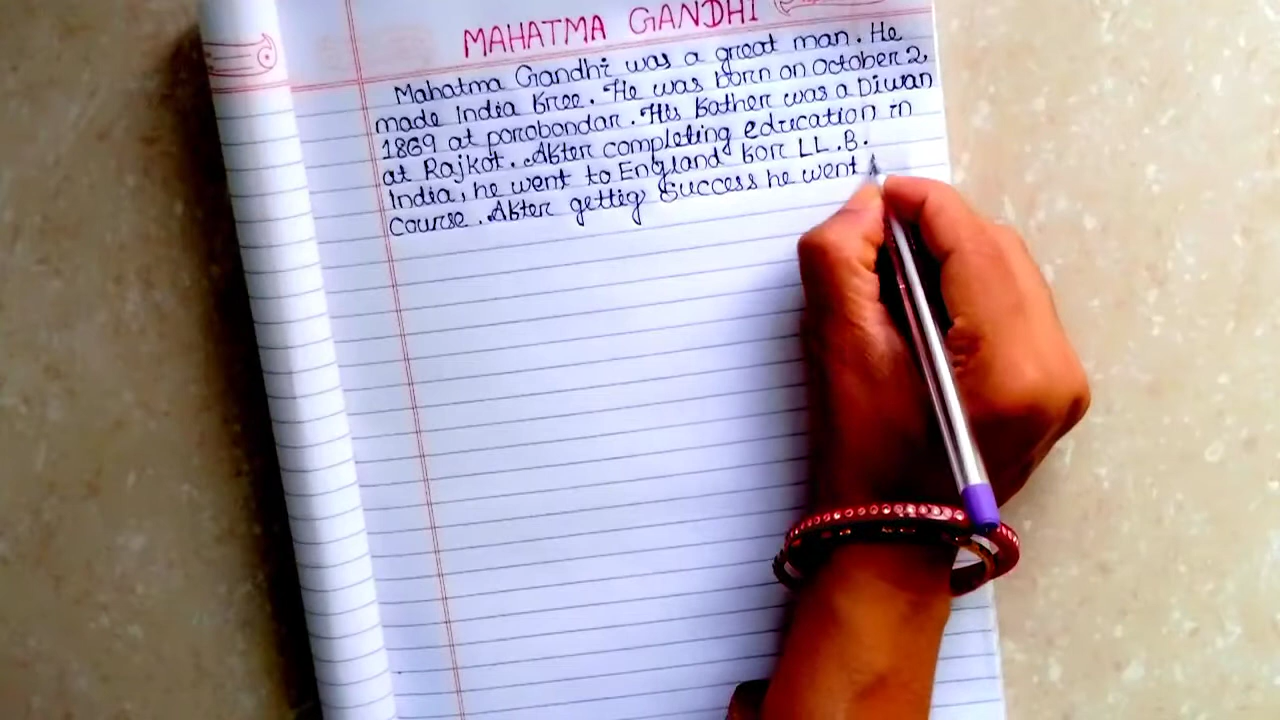 MAHATMA GANDHI
Mahatma Gandhi was a great man. He
made India free. He was born on October 2,
1869 at porobondar. His father was a Diwan
at Rajkot. After completing education in
India, he went to England for LL.B.
Course. After gettig success he went